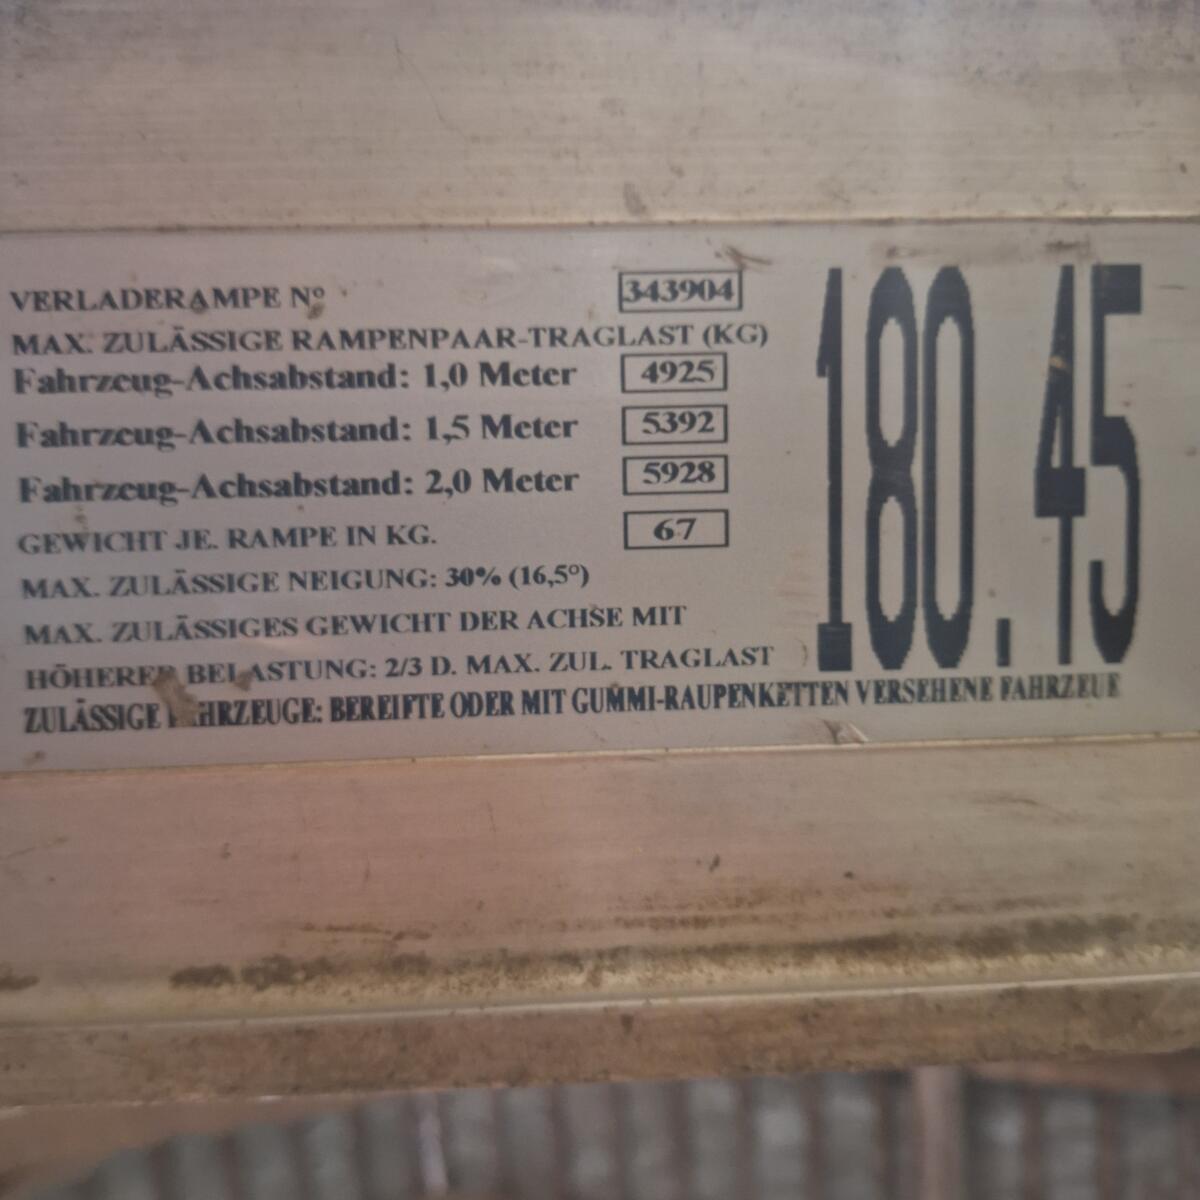 VERLADERAMPE Nº 343904
MAX. ZULÄSSIGE RAMPENPAAR-TRAGLAST (KG)
Fahrzeug-Achsabstand: 1,0 Meter 4925
Fahrzeug-Achsabstand: 1,5 Meter 5392
Fahrzeug-Achsabstand: 2,0 Meter 5928
GEWICHT JE. RAMPE IN KG. 67
MAX. ZULÄSSIGE NEIGUNG: 30% (16,5º)
MAX. ZULÄSSIGES GEWICHT DER ACHSE MIT
HÖHERER BELASTUNG: 2/3 D. MAX. ZUL. TRAGLAST
ZULÄSSIGE FAHRZEUGE: BEREIFTE ODER MIT GUMMI-RAUPENKETTEN VERSEHENE FAHRZEUE
180.45